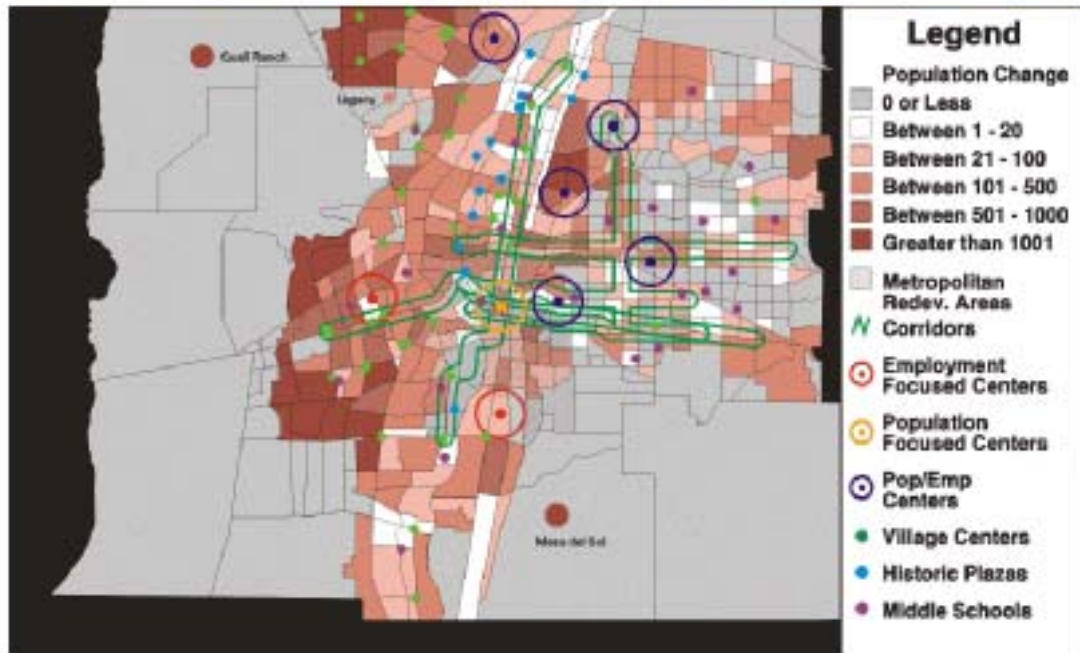 Quail Ranch
Legacy
Mesa del Sol
Legend
Population Change
0 or Less
Between 1 - 20
Between 21 - 100
Between 101 - 500
Between 501 - 1000
Greater than 1001
Metropolitan
Redev. Areas
Corridors
Employment
Focused Centers
Population
Focused Centers
Pop/Emp
Centers
Village Centers
Historic Plazas
Middle Schools